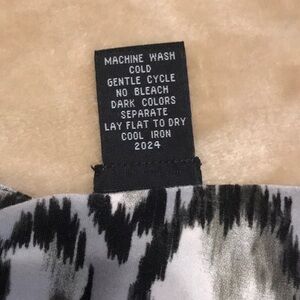 MACHINE WASH
COLD
GENTLE CYCLE
NO BLEACH
DARK COLORS
SEPARATE
LAY FLAT TO DRY
COOL IRON
2024